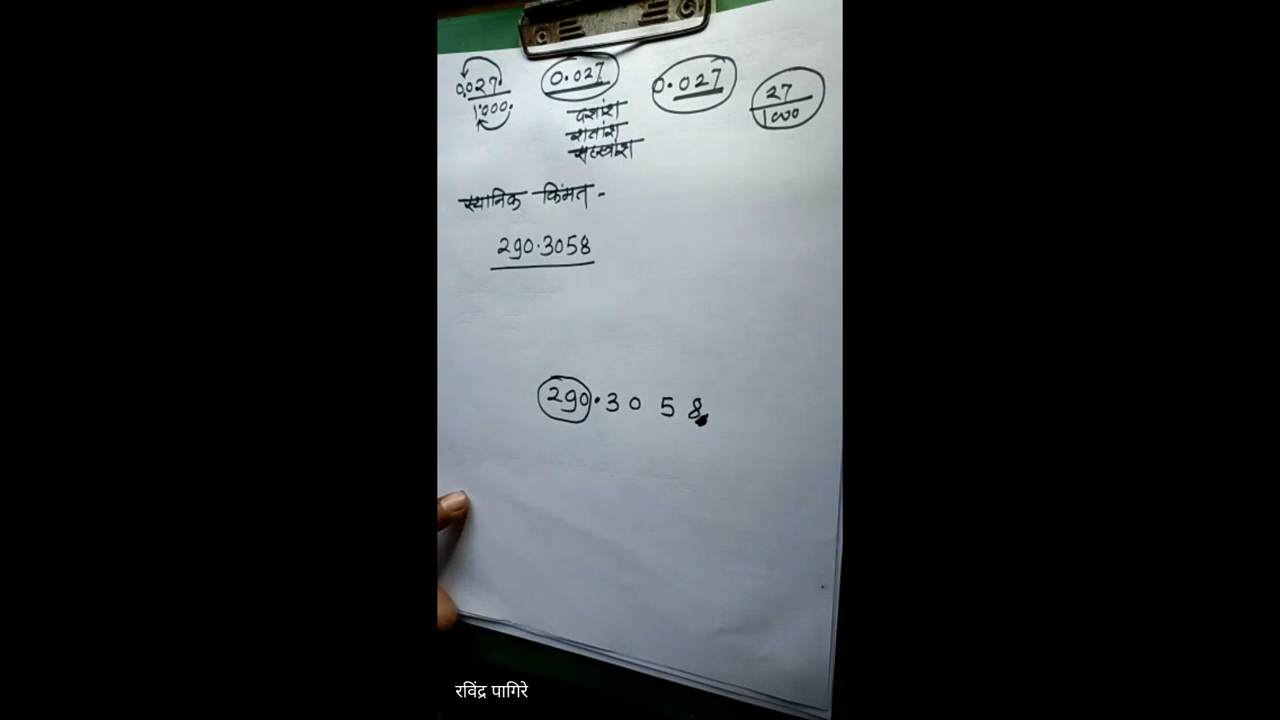 0.027. 0.027 0.027 27
1000. 1000
दशांश
शतांश
सहस्त्रांश
स्थानिक किंमत -
290.3058
290.3058
रविंद्र पागिरे